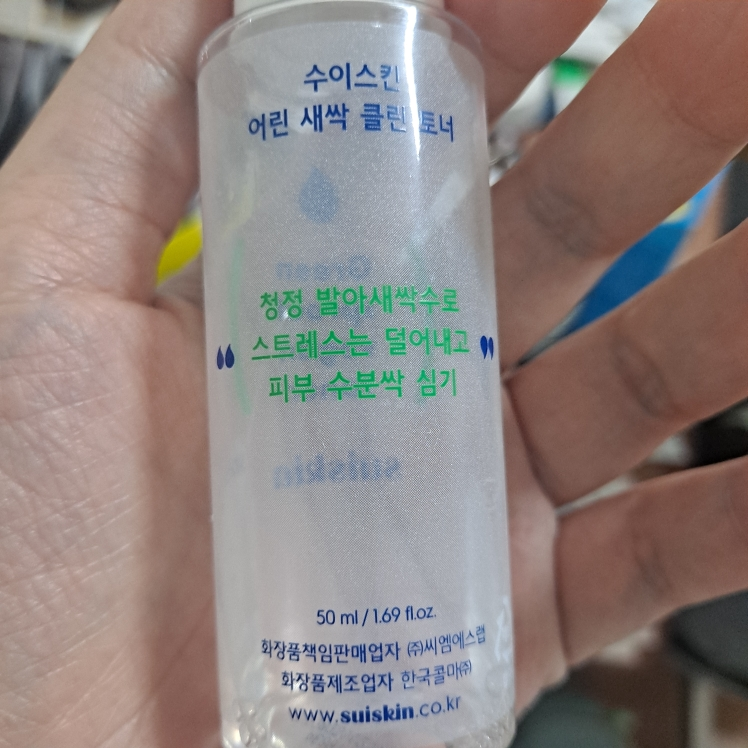 수이스킨
어린 새싹 클린 토너
청정 발아새싹수로
“ 스트레스는 덜어내고 ”
피부 수분싹 심기
suiskin
50 ml / 1.69 fl.oz.
화장품책임판매업자 ㈜씨엠에스랩
화장품제조업자 한국콜마㈜
www.suiskin.co.kr